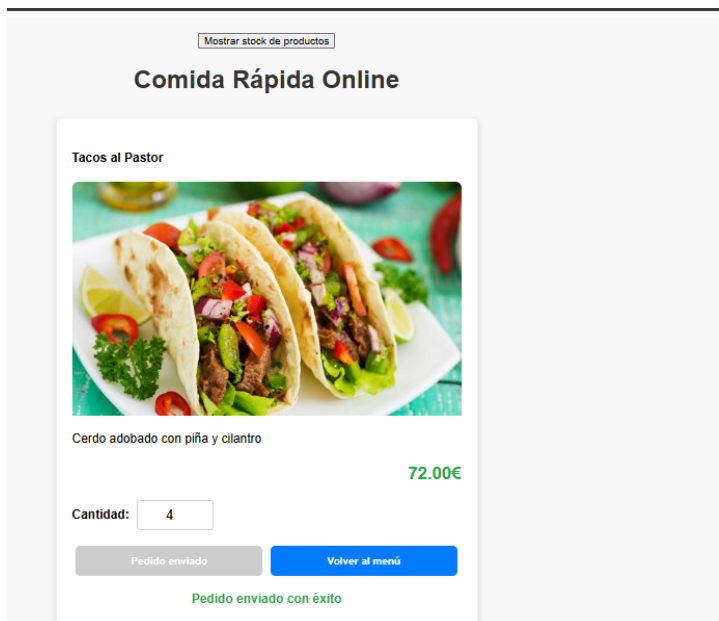 Mostrar stock de productos
Comida Rápida Online
Tacos al Pastor
Cerdo adobado con piña y cilantro
72.00€
Cantidad: 4
Pedido enviado Volver al menú
Pedido enviado con éxito